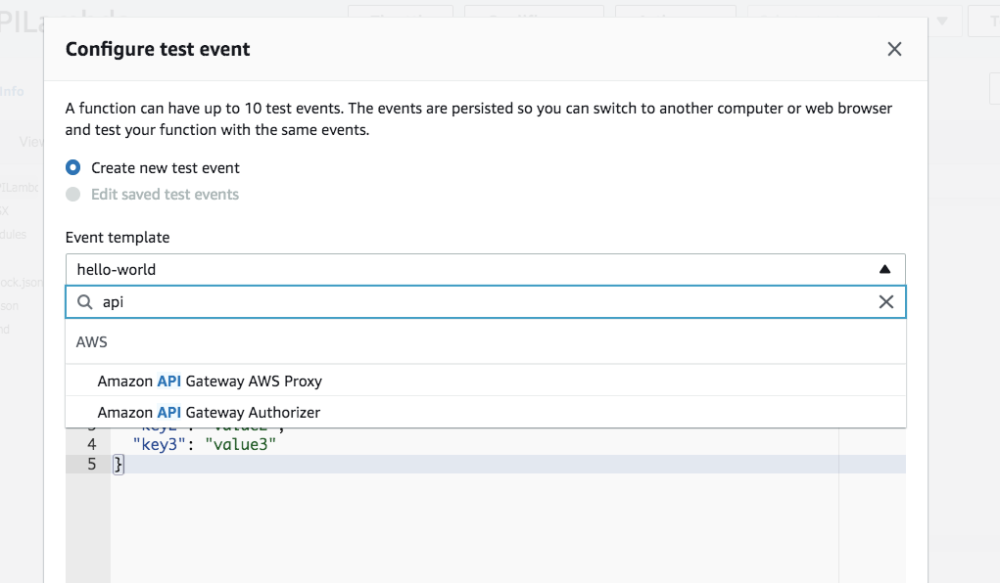 Configure test event
A function can have up to 10 test events. The events are persisted so you can switch to another computer or web browser
and test your function with the same events.
Create new test event
Edit saved test events
Event template
hello-world
api
AWS
Amazon API Gateway AWS Proxy
Amazon API Gateway Authorizer
3 "key2": "value2",
4 "key3": "value3"
5 }
Info